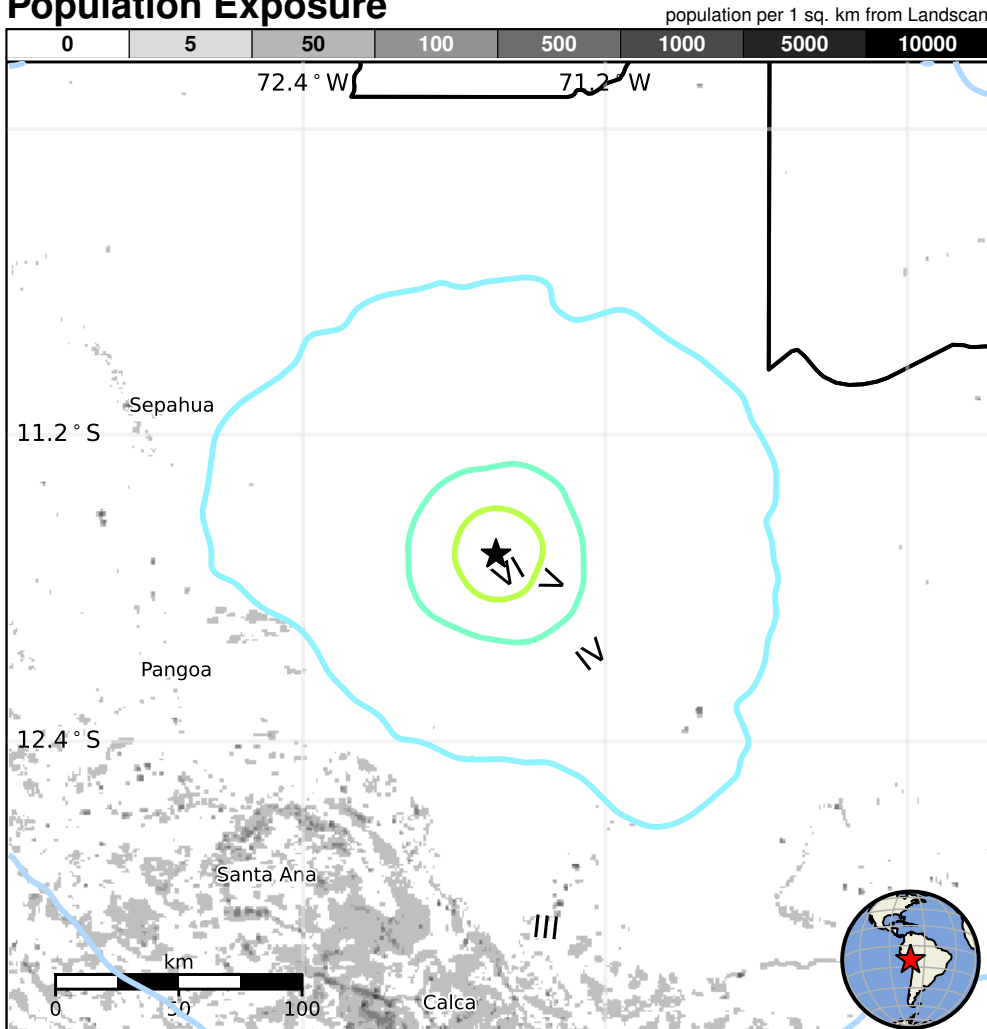 Population Exposure
population per 1 sq. km from Landscan
0 5 50 100 500 1000 5000 10000
72.4°W 71.2°W
Sepahua
11.2°S
VI V
IV
Pangoa
12.4°S
Santa Ana
III
km
0 50 100
Calca